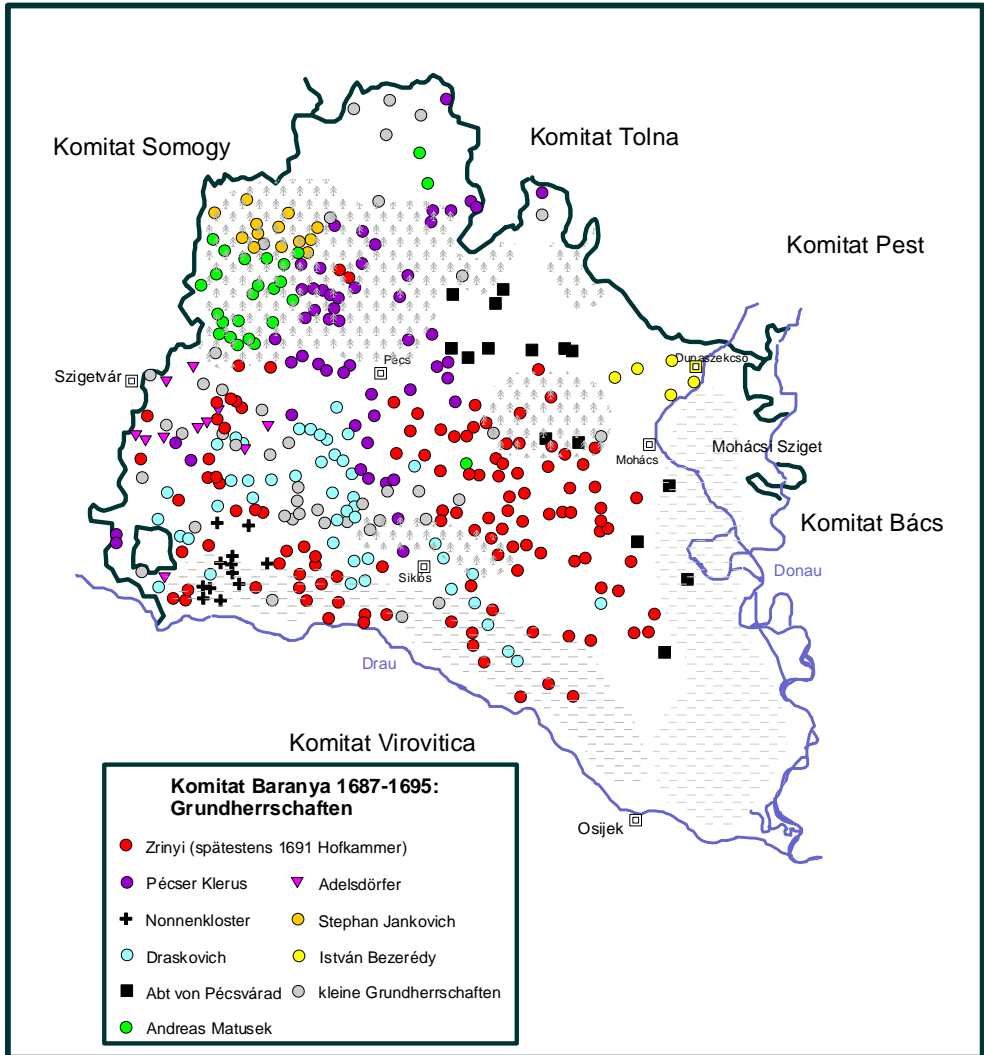 Komitat Somogy
Komitat Tolna
Komitat Pest
Szigetvár
Pécs
Dunaszekcső
Mohács
Mohácsi Sziget
Komitat Bács
Siklós
Donau
Drau
Komitat Virovitica
Osijek
Komitat Baranya 1687-1695:
Grundherrschaften
Zrinyi (spätestens 1691 Hofkammer)
Pécser Klerus
Adelsdörfer
Nonnenkloster
Stephan Jankovich
Draskovich
István Bezerédy
Abt von Pécsvárad
kleine Grundherrschaften
Andreas Matusek